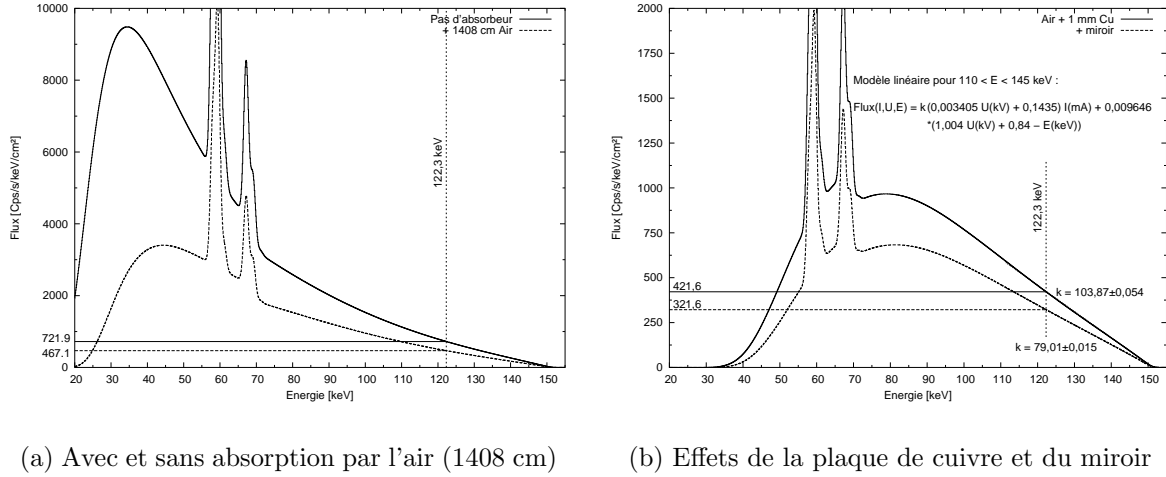 10000
8000
6000
4000
2000
721.9
467.1
0
20 30 40 50 60 70 80 90 100 110 120 130 140 150
Flux [Cps/s/keV/cm²]
Energie [keV]
Pas d'absorbeur
+ 1408 cm Air
122,3 keV
(a) Avec et sans absorption par l'air (1408 cm)
2000
1750
1500
1250
1000
750
500
421,6
321,6
250
0
20 30 40 50 60 70 80 90 100 110 120 130 140 150
Flux [Cps/s/keV/cm²]
Energie [keV]
Air + 1 mm Cu
+ miroir
Modèle linéaire pour 110 < E < 145 keV :
Flux(I,U,E) = k(0,003405 U(kV) + 0,1435) I(mA) + 0,009646
*(1,004 U(kV) + 0,84 − E(keV))
122,3 keV
k = 103,87±0,054
k = 79,01±0,015
(b) Effets de la plaque de cuivre et du miroir